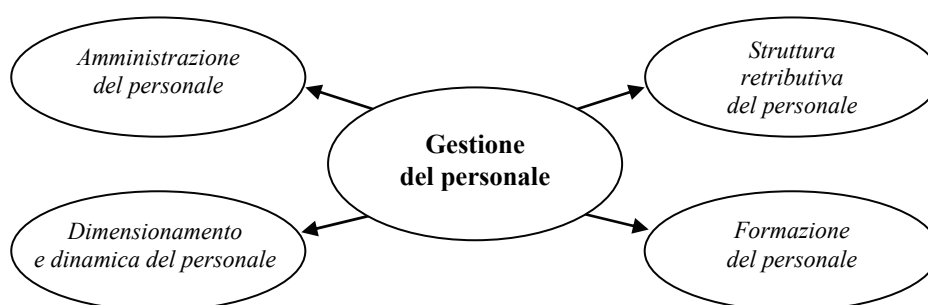 Amministrazione
del personale
Struttura
retributiva
del personale
Gestione
del personale
Dimensionamento
e dinamica del personale
Formazione
del personale